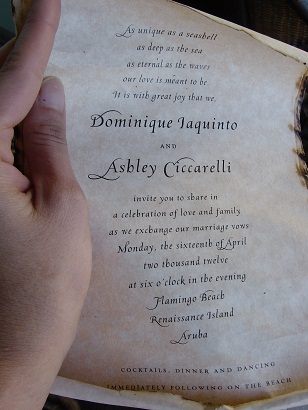 As unique as a seashell
as deep as the sea
as eternal as the waves
our love is meant to be
It is with great joy that we,
Dominique Iaquinto
AND
Ashley Ciccarelli
invite you to share in
a celebration of love and family
as we exchange our marriage vows
Monday, the sixteenth of April
two thousand twelve
at six o'clock in the evening
Flamingo Beach
Renaissance Island
Aruba
COCKTAILS, DINNER AND DANCING
IMMEDIATELY FOLLOWING ON THE BEACH